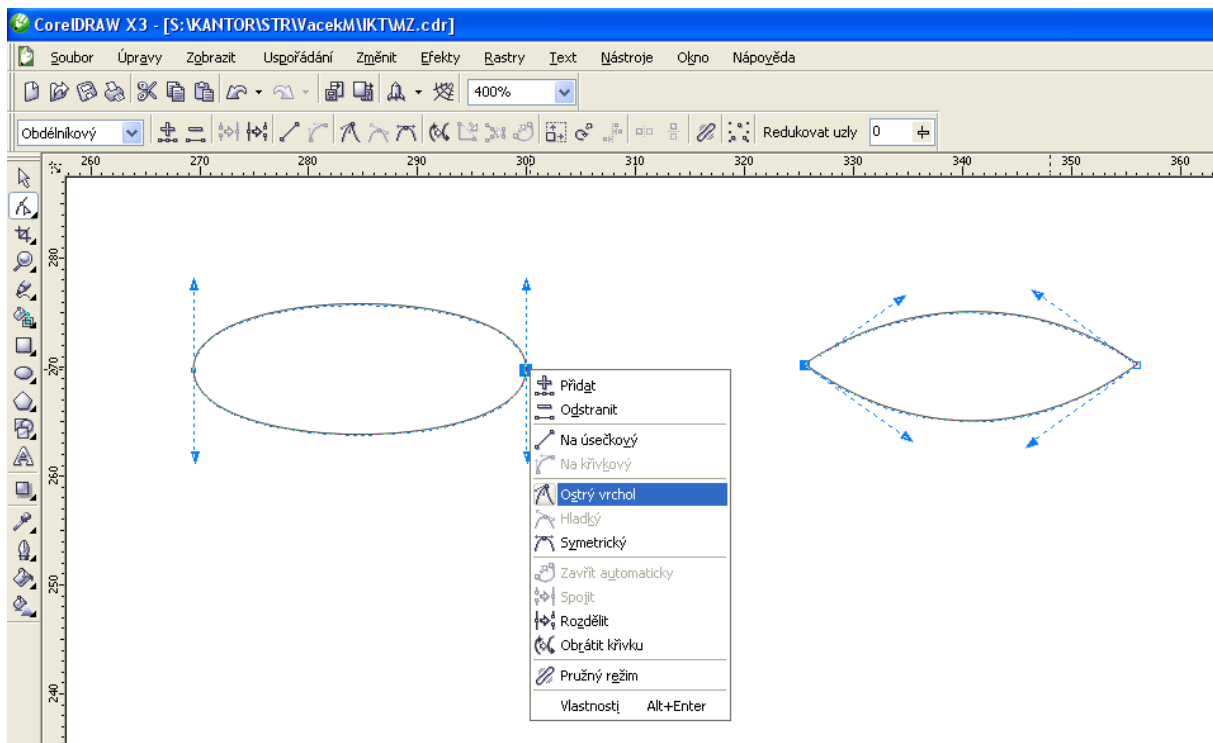 CorelDRAW X3 - [S:\KANTOR\STR\VacekM\IKT\MZ.cdr]
Soubor Úpravy Zobrazit Uspořádání Změnit Efekty Rastry Text Nástroje Okno Nápověda
400%
Obdélníkový Redukovat uzly 0
260 270 280 290 300 310 320 330 340 350 360
280
270
260
250
240
Přidat
Odstranit
Na úsečkový
Na křivkový
Ostrý vrchol
Hladký
Symetrický
Zavřít automaticky
Spojit
Rozdělit
Obrátit křivku
Pružný režim
Vlastnosti Alt+Enter